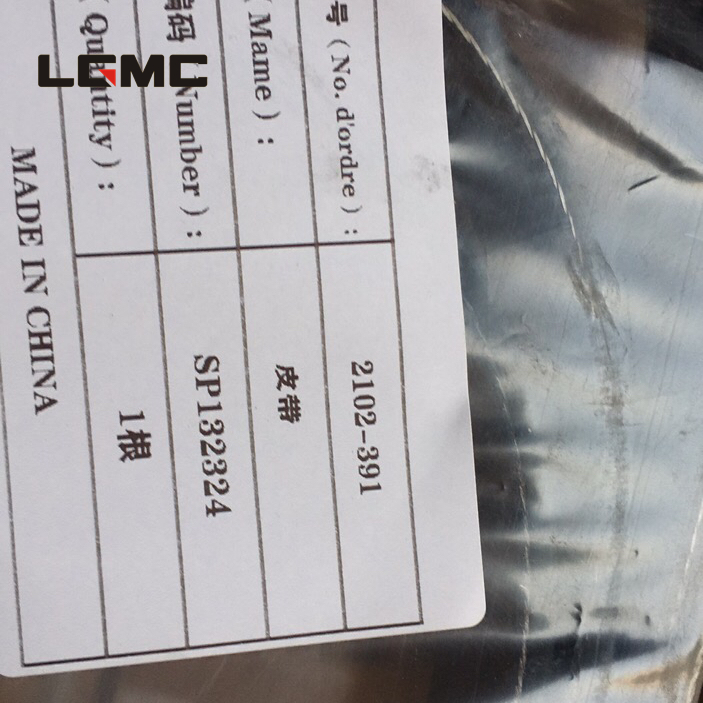 LGMC
号（No. d'ordre）: 2102-391
（Mame）: 皮带
编码 Number）: SP132324
（Quantity）: 1根
MADE IN CHINA